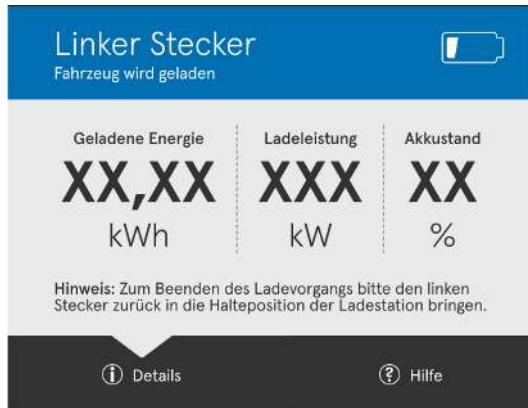 Linker Stecker
Fahrzeug wird geladen
Geladene Energie
XX,XX
kWh
Ladeleistung
XXX
kW
Akkustand
XX
%
Hinweis: Zum Beenden des Ladevorgangs bitte den linken
Stecker zurück in die Halteposition der Ladestation bringen.
Details
Hilfe